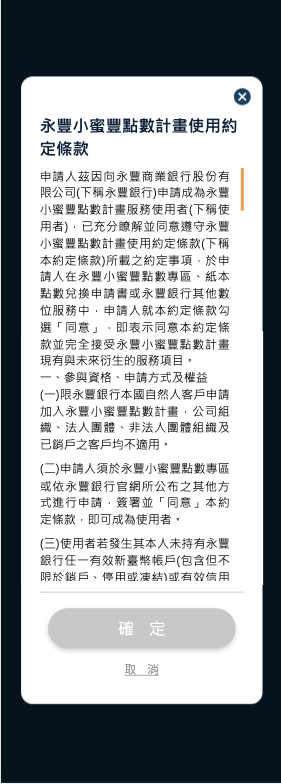 永豐小蜜豐點數計畫使用約
定條款
申請人茲因向永豐商業銀行股份有
限公司(下稱永豐銀行)申請成為永豐
小蜜豐點數計畫服務使用者(下稱使
用者)，已充分瞭解並同意遵守永豐
小蜜豐點數計畫使用約定條款(下稱
本約定條款)所載之約定事項，於申
請人在永豐小蜜豐點數專區、紙本
點數兌換申請書或永豐銀行其他數
位服務中，申請人就本約定條款勾
選「同意」，即表示同意本約定條
款並完全接受永豐小蜜豐點數計畫
現有與未來衍生的服務項目。
一、參與資格、申請方式及權益
(一)限永豐銀行本國自然人客戶申請
加入永豐小蜜豐點數計畫，公司組
織、法人團體、非法人團體組織及
已銷戶之客戶均不適用。
(二)申請人須於永豐小蜜豐點數專區
或依永豐銀行官網所公布之其他方
式進行申請，簽署並「同意」本約
定條款，即可成為使用者。
(三)使用者若發生其本人未持有永豐
銀行任一有效新臺幣帳戶(包含但不
限於銷戶、停用或凍結)或有效信用
確 定
取 消